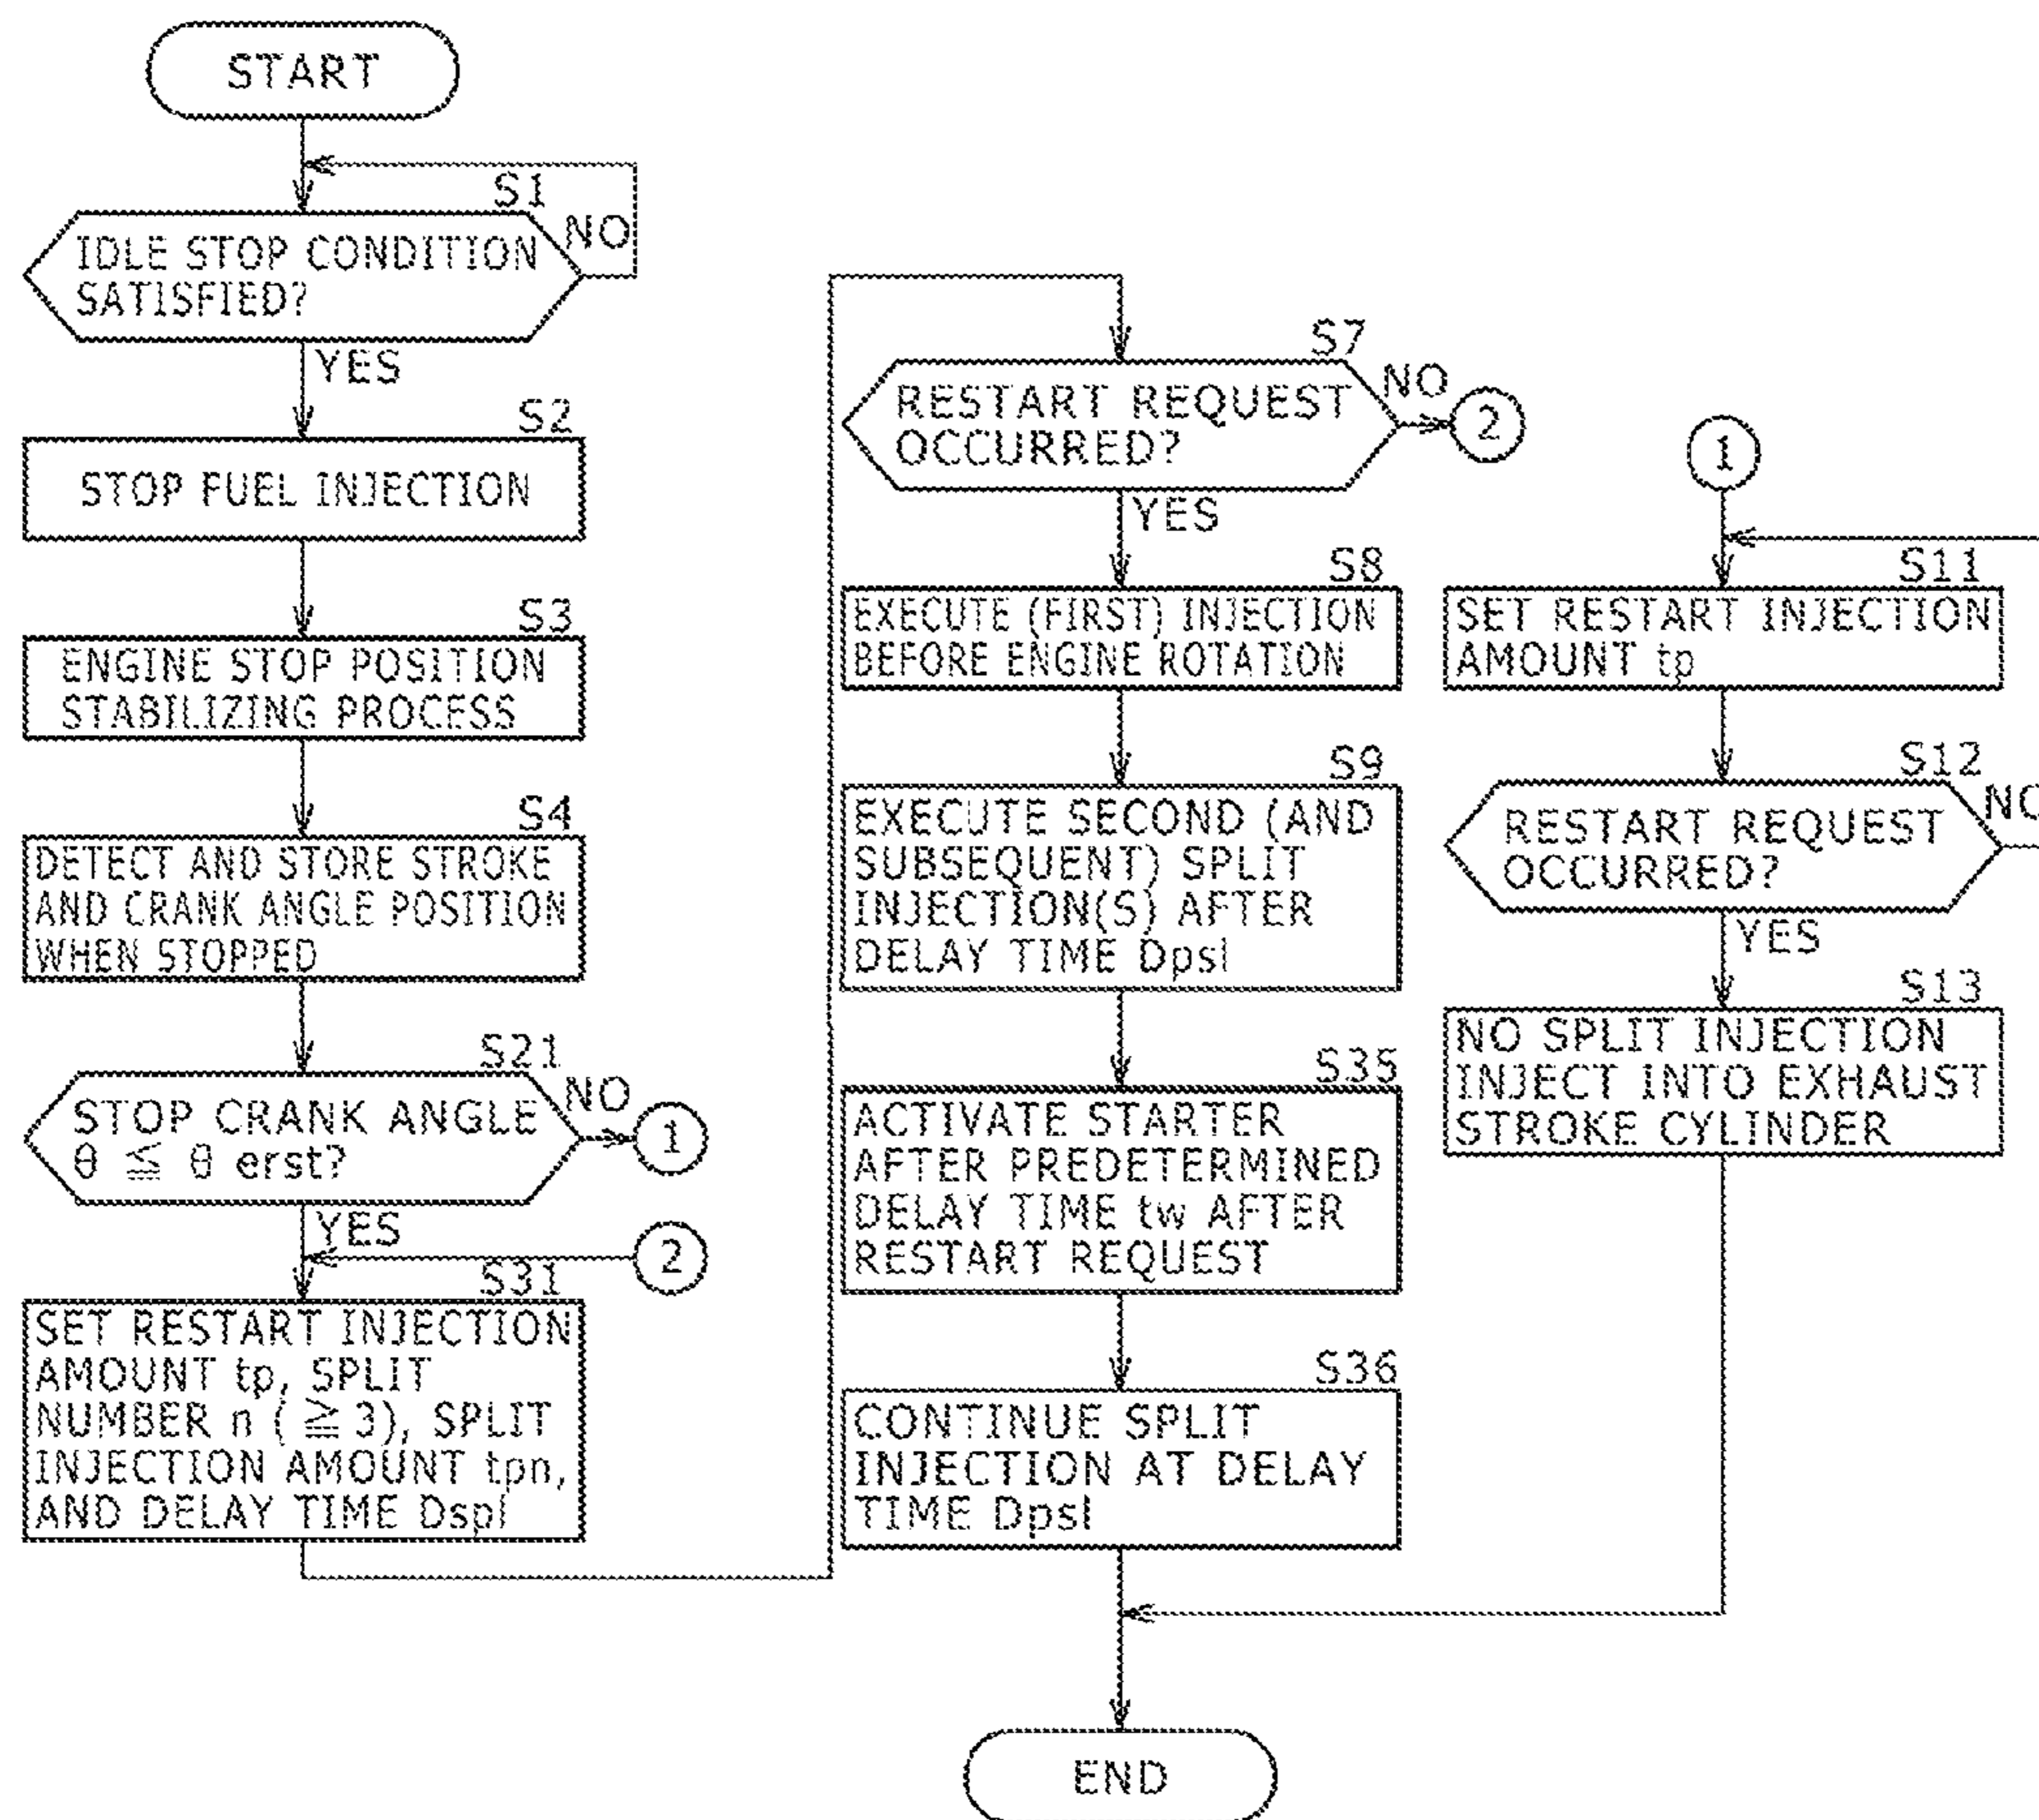 START
S1
NO
IDLE STOP CONDITION
SATISFIED?
YES
S2
STOP FUEL INJECTION
S3
ENGINE STOP POSITION
STABILIZING PROCESS
S4
DETECT AND STORE STROKE
AND CRANK ANGLE POSITION
WHEN STOPPED
S21
NO
STOP CRANK ANGLE
θ ≦ θ erst?
1
YES
2
S31
SET RESTART INJECTION
AMOUNT tp, SPLIT
NUMBER n ( ≧ 3), SPLIT
INJECTION AMOUNT tpn,
AND DELAY TIME Dspl
S7
NO
RESTART REQUEST
OCCURRED?
2
YES
S8
EXECUTE (FIRST) INJECTION
BEFORE ENGINE ROTATION
S9
EXECUTE SECOND (AND
SUBSEQUENT) SPLIT
INJECTION(S) AFTER
DELAY TIME Dpsl
S35
ACTIVATE STARTER
AFTER PREDETERMINED
DELAY TIME tw AFTER
RESTART REQUEST
S36
CONTINUE SPLIT
INJECTION AT DELAY
TIME Dpsl
END
1
S11
SET RESTART INJECTION
AMOUNT tp
S12
NO
RESTART REQUEST
OCCURRED?
YES
S13
NO SPLIT INJECTION
INJECT INTO EXHAUST
STROKE CYLINDER